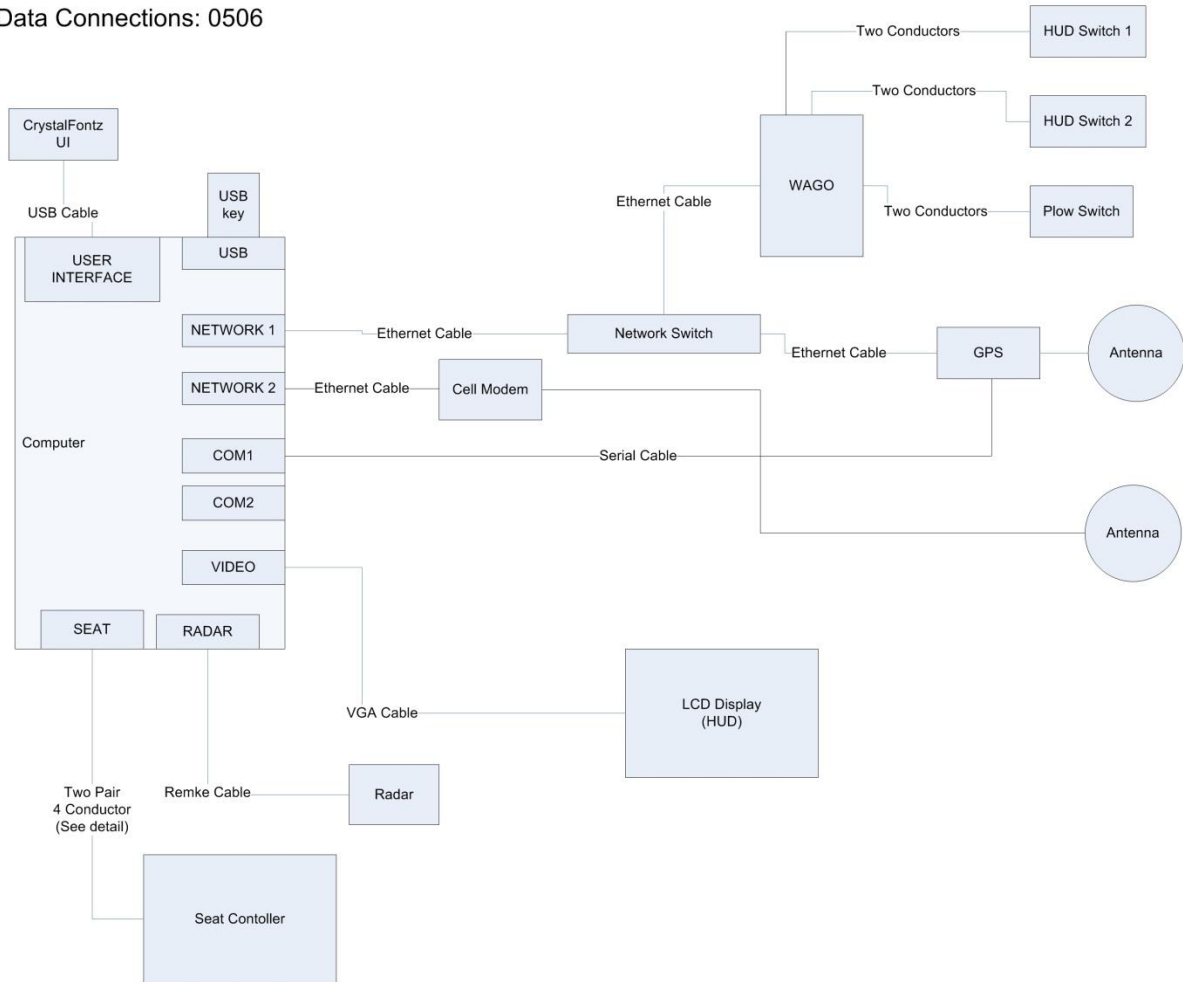 Data Connections: 0506
Two Conductors
HUD Switch 1
Two Conductors
HUD Switch 2
CrystalFontz
UI
WAGO
USB
key
Ethernet Cable
USB Cable
Two Conductors
Plow Switch
USER
INTERFACE
USB
NETWORK 1
Ethernet Cable
Network Switch
Ethernet Cable
GPS
Antenna
NETWORK 2
Ethernet Cable
Cell Modem
Computer
COM1
Serial Cable
COM2
Antenna
VIDEO
SEAT
RADAR
VGA Cable
LCD Display
(HUD)
Two Pair
4 Conductor
(See detail)
Remke Cable
Radar
Seat Contoller